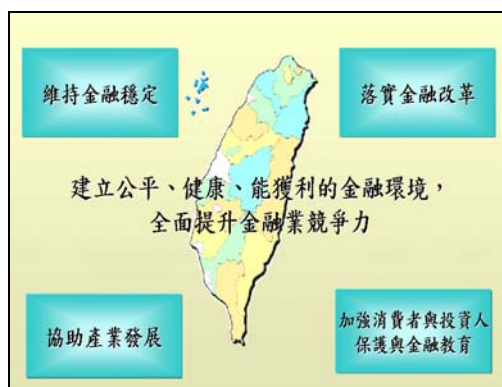 維持金融穩定
落實金融改革
建立公平、健康、能獲利的金融環境，
全面提升金融業競爭力
協助產業發展
加強消費者與投資人
保護與金融教育